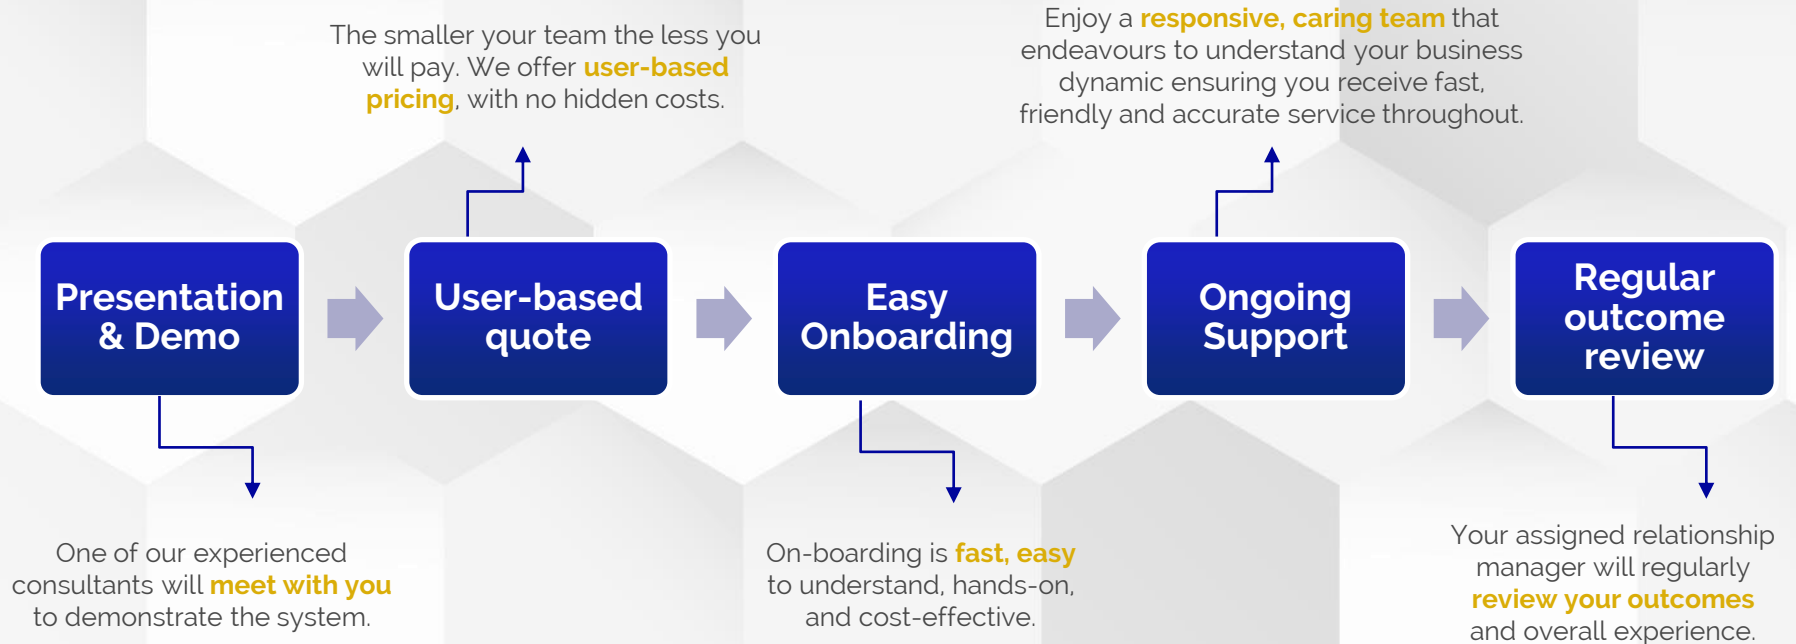 The smaller your team the less you
will pay. We offer user-based
pricing, with no hidden costs.
Enjoy a responsive, caring team that
endeavours to understand your business
dynamic ensuring you receive fast,
friendly and accurate service throughout.
Presentation
& Demo
User-based
quote
Easy
Onboarding
Ongoing
Support
Regular
outcome
review
One of our experienced
consultants will meet with you
to demonstrate the system.
On-boarding is fast, easy
to understand, hands-on,
and cost-effective.
Your assigned relationship
manager will regularly
review your outcomes
and overall experience.